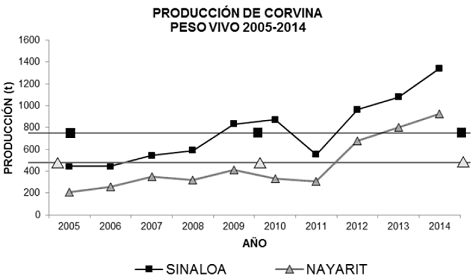 PRODUCCIÓN DE CORVINA
PESO VIVO 2005-2014
PRODUCCIÓN (t)
1600
1400
1200
1000
800
600
400
200
0
2005 2006 2007 2008 2009 2010 2011 2012 2013 2014
AÑO
SINALOA NAYARIT